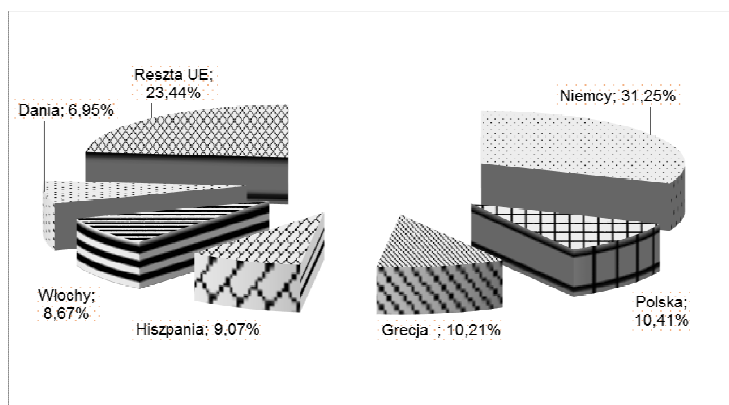 Reszta UE;
23,44%
Dania; 6,95%
Niemcy; 31,25%
Włochy;
8,67%
Hiszpania; 9,07%
Grecja ; 10,21%
Polska;
10,41%